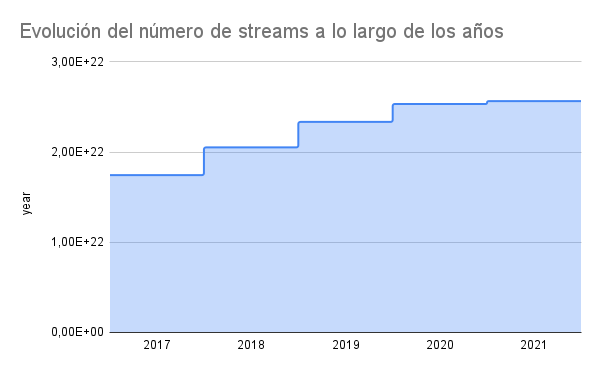 Evolución del número de streams a lo largo de los años
3,00E+22
2,00E+22
1,00E+22
0,00E+00
year
2017
2018
2019
2020
2021